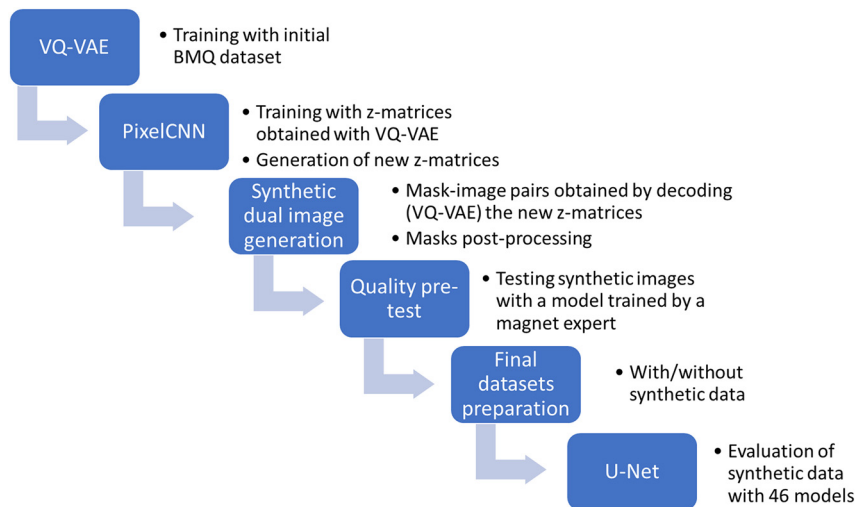 VQ-VAE
• Training with initial
BMQ dataset
PixelCNN
• Training with z-matrices
obtained with VQ-VAE
• Generation of new z-matrices
Synthetic
dual image
generation
• Mask-image pairs obtained by decoding
(VQ-VAE) the new z-matrices
• Masks post-processing
Quality pre-
test
• Testing synthetic images
with a model trained by a
magnet expert
Final
datasets
preparation
• With/without
synthetic data
U-Net
• Evaluation of
synthetic data
with 46 models